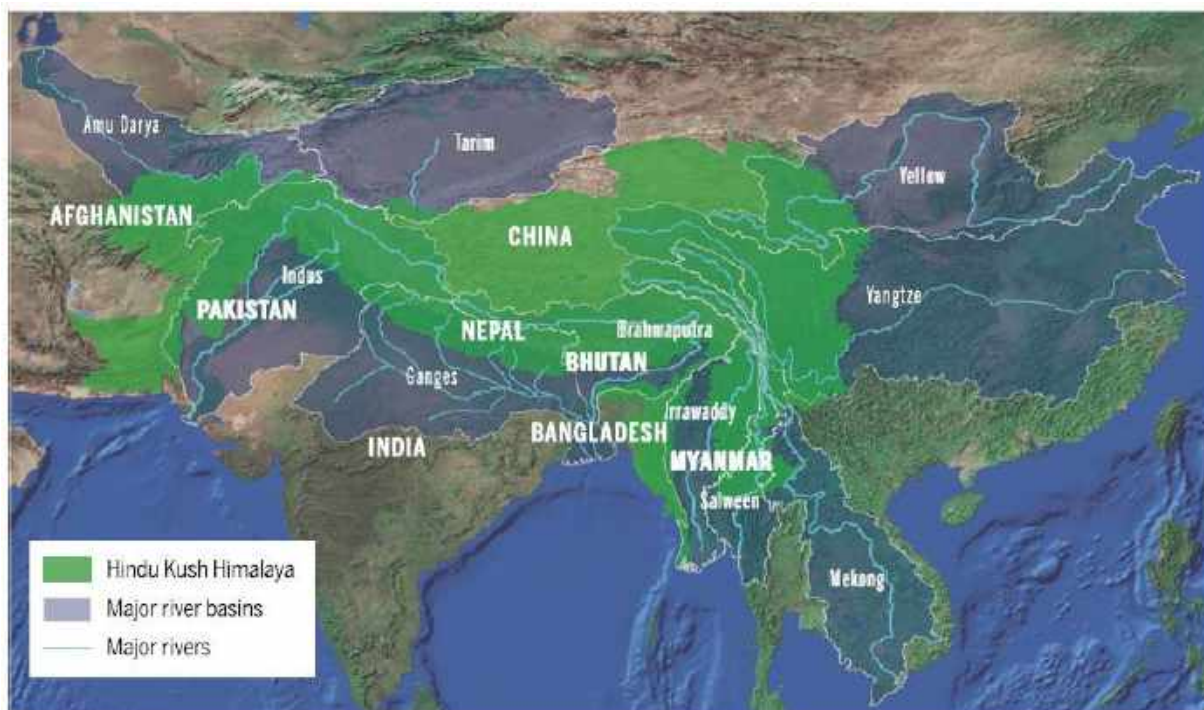 Amu Darya
Tarim
Yellow
AFGHANISTAN
CHINA
Indus
Yangtze
PAKISTAN
NEPAL
Brahmaputra
BHUTAN
Ganges
Irrawaddy
BANGLADESH
INDIA
MYANMAR
Salween
Mekong
Hindu Kush Himalaya
Major river basins
Major rivers